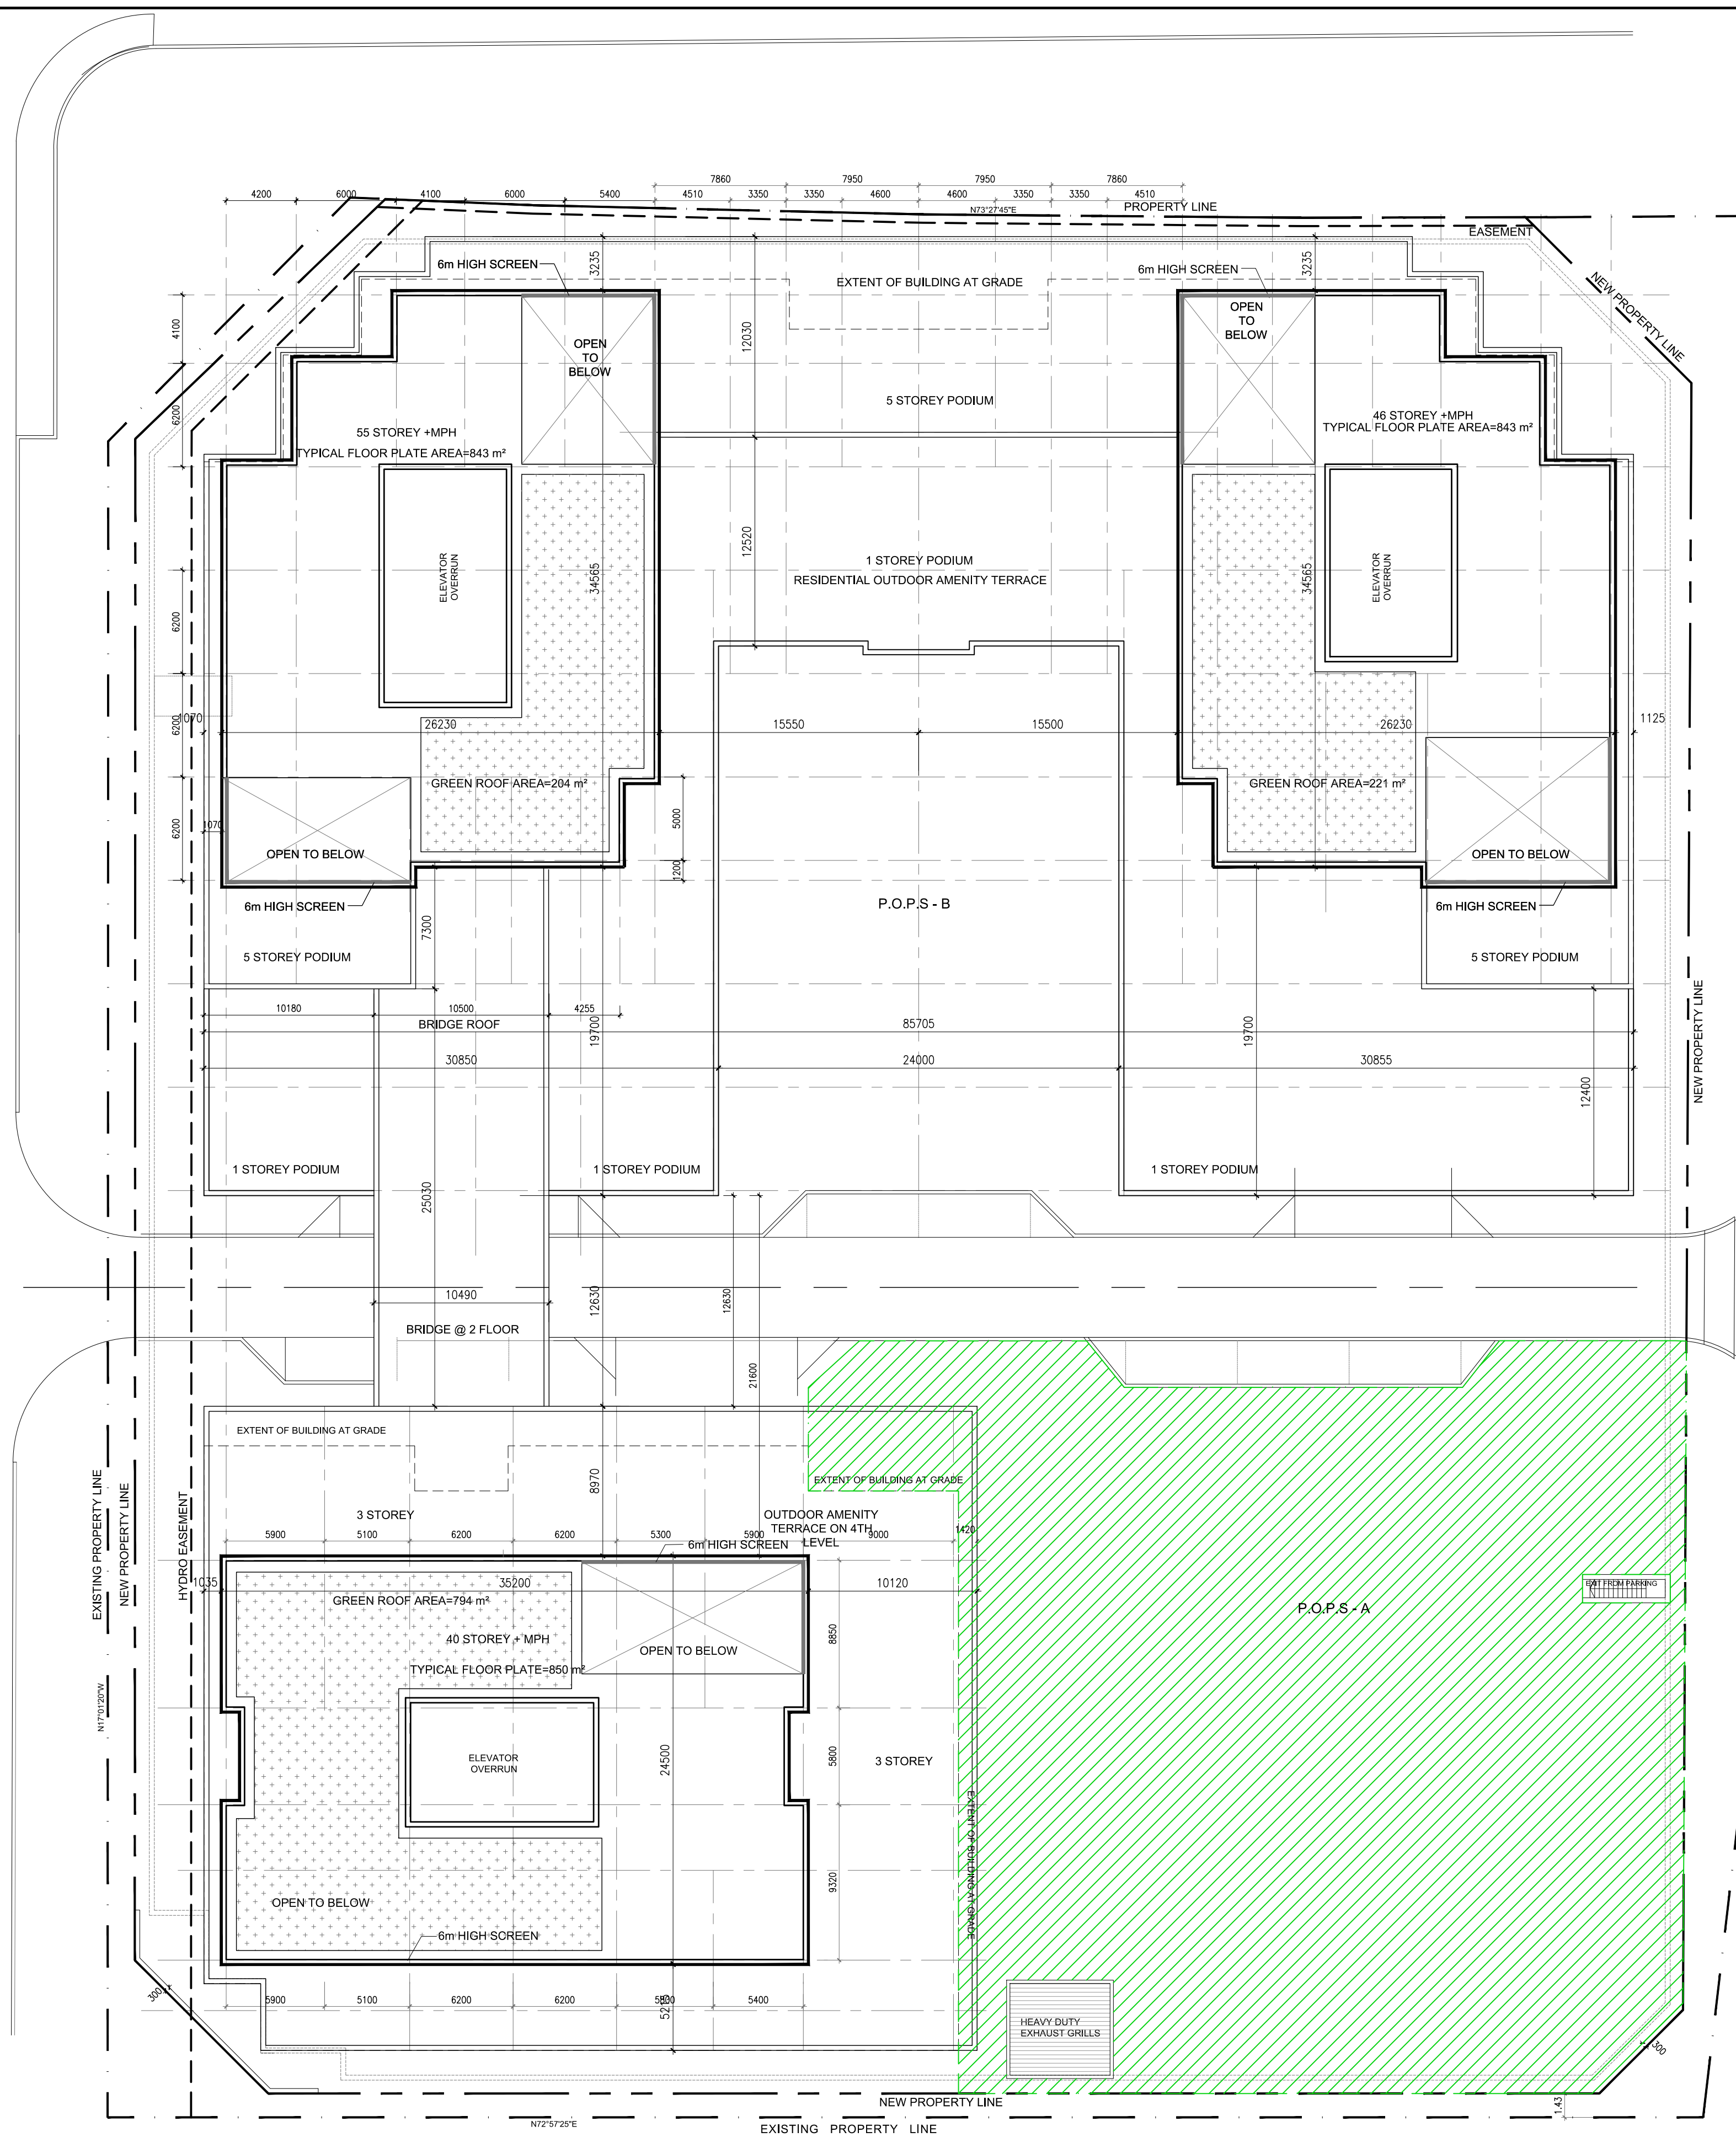 7860 7950 7950 7860
4200 6000 4100 6000 5400 4510 3350 3350 4600 4600 3350 3350 4510
N73°27'45"E
PROPERTY LINE
EASEMENT
NEW PROPERTY LINE
6m HIGH SCREEN
3235
EXTENT OF BUILDING AT GRADE
6m HIGH SCREEN
3235
OPEN
TO
BELOW
OPEN
TO
BELOW
4100
12030
6200
5 STOREY PODIUM
55 STOREY +MPH
TYPICAL FLOOR PLATE AREA=843 m²
46 STOREY +MPH
TYPICAL FLOOR PLATE AREA=843 m²
12520
ELEVATOR
OVERRUN
34565
1 STOREY PODIUM
RESIDENTIAL OUTDOOR AMENITY TERRACE
34565
ELEVATOR
OVERRUN
6200
6200
1070
26230
15550
15500
26230
1125
GREEN ROOF AREA=204 m²
GREEN ROOF AREA=221 m²
6200
1070
5000
1200
OPEN TO BELOW
OPEN TO BELOW
6m HIGH SCREEN
P.O.P.S - B
6m HIGH SCREEN
7300
5 STOREY PODIUM
5 STOREY PODIUM
10180 10500 4255
BRIDGE ROOF
19700
85705
19700
30850
24000
30855
12400
NEW PROPERTY LINE
1 STOREY PODIUM
1 STOREY PODIUM
1 STOREY PODIUM
25030
10490
12630
12630
BRIDGE @ 2 FLOOR
21600
EXTENT OF BUILDING AT GRADE
8970
EXTENT OF BUILDING AT GRADE
EXISTING PROPERTY LINE
NEW PROPERTY LINE
HYDRO EASEMENT
3 STOREY
OUTDOOR AMENITY
TERRACE ON 4TH
LEVEL
5900 5100 6200 6200 5300 5900 9000 1420
6m HIGH SCREEN
1035
35200
10120
EXIT FROM PARKING
GREEN ROOF AREA=794 m²
P.O.P.S - A
40 STOREY + MPH
OPEN TO BELOW
8850
TYPICAL FLOOR PLATE=850 m²
N17°01'20"W
ELEVATOR
OVERRUN
24500
5800
3 STOREY
EXTENT OF BUILDING AT GRADE
9320
OPEN TO BELOW
6m HIGH SCREEN
300
5900 5100 6200 6200 5400
HEAVY DUTY
EXHAUST GRILLS
300
NEW PROPERTY LINE
1.43
N72°57'25"E
EXISTING PROPERTY LINE